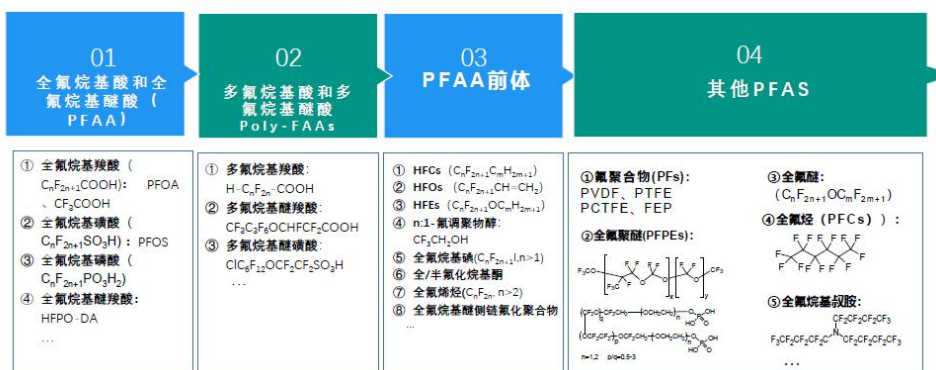 01
全氟烷基酸和全
氟烷基醚酸（
PFAA）
① 全氟烷基羧酸（
CnF2n+1COOH）: PFOA
、CF3COOH
② 全氟烷基磺酸（
CnF2n+1SO3H）: PFOS
③ 全氟烷基磷酸（
CnF2n+1PO3H2）
④ 全氟烷基醚羧酸:
HFPO-DA
…
02
多氟烷基酸和多
氟烷基醚酸
Poly-FAAs
① 多氟烷基羧酸:
H-CnF2n-COOH
② 多氟烷基醚羧酸:
CF3C3F6OCHFCF2COOH
③ 多氟烷基醚磺酸:
ClC6F12OCF2CF2SO3H
…
03
PFAA前体
① HFCs（CnF2n+1CmH2m+1）
② HFOs（CnF2n+1CH=CH2）
③ HFEs（CnF2n+1OCmH2m+1）
④ n:1-氟调聚物醇:
CF3CH2OH
⑤ 全氟烷基碘(CnF2n+1I,n>1)
⑥ 全/半氟化烷基酮
⑦ 全氟烯烃(CnF2n, n>2)
⑧ 全氟烷基醚侧链氟化聚合物
…
04
其他PFAS
①氟聚合物(PFs):
PVDF、PTFE
PCTFE、FEP
②全氟聚醚(PFPEs):
n=1,2 p/q=0.5-3
③全氟醚:
（CnF2n+1OCmF2m+1）
④全氟烃（PFCs））:
⑤全氟烷基叔胺:
CF2CF2CF2CF3
F3CF2CF2CF2C
N
CF2CF2CF2CF3
…